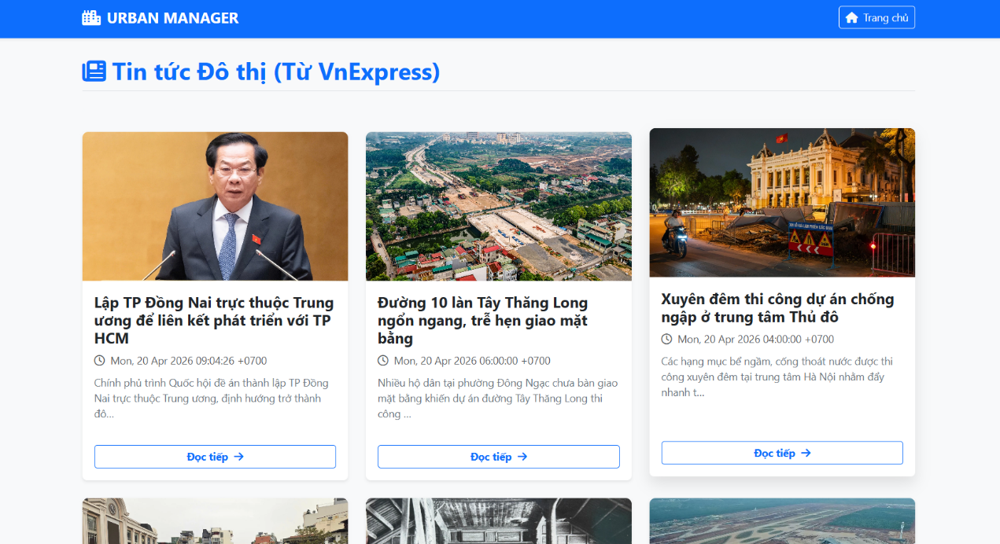 URBAN MANAGER
Trang chủ
Tin tức Đô thị (Từ VnExpress)
Lập TP Đồng Nai trực thuộc Trung
ương để liên kết phát triển với TP
HCM
Mon, 20 Apr 2026 09:04:26 +0700
Chính phủ trình Quốc hội đề án thành lập TP Đồng
Nai trực thuộc Trung ương, định hướng trở thành
đô...
Đọc tiếp →
Đường 10 làn Tây Thăng Long
ngổn ngang, trễ hẹn giao mặt
bằng
Mon, 20 Apr 2026 06:00:00 +0700
Nhiều hộ dân tại phường Đông Ngạc chưa bàn giao
mặt bằng khiến dự án đường Tây Thăng Long thi
công ...
Đọc tiếp →
Xuyên đêm thi công dự án chống
ngập ở trung tâm Thủ đô
Mon, 20 Apr 2026 04:00:00 +0700
Các hạng mục bể ngầm, cống thoát nước được thi
công xuyên đêm tại trung tâm Hà Nội nhằm đẩy
nhanh t...
Đọc tiếp →